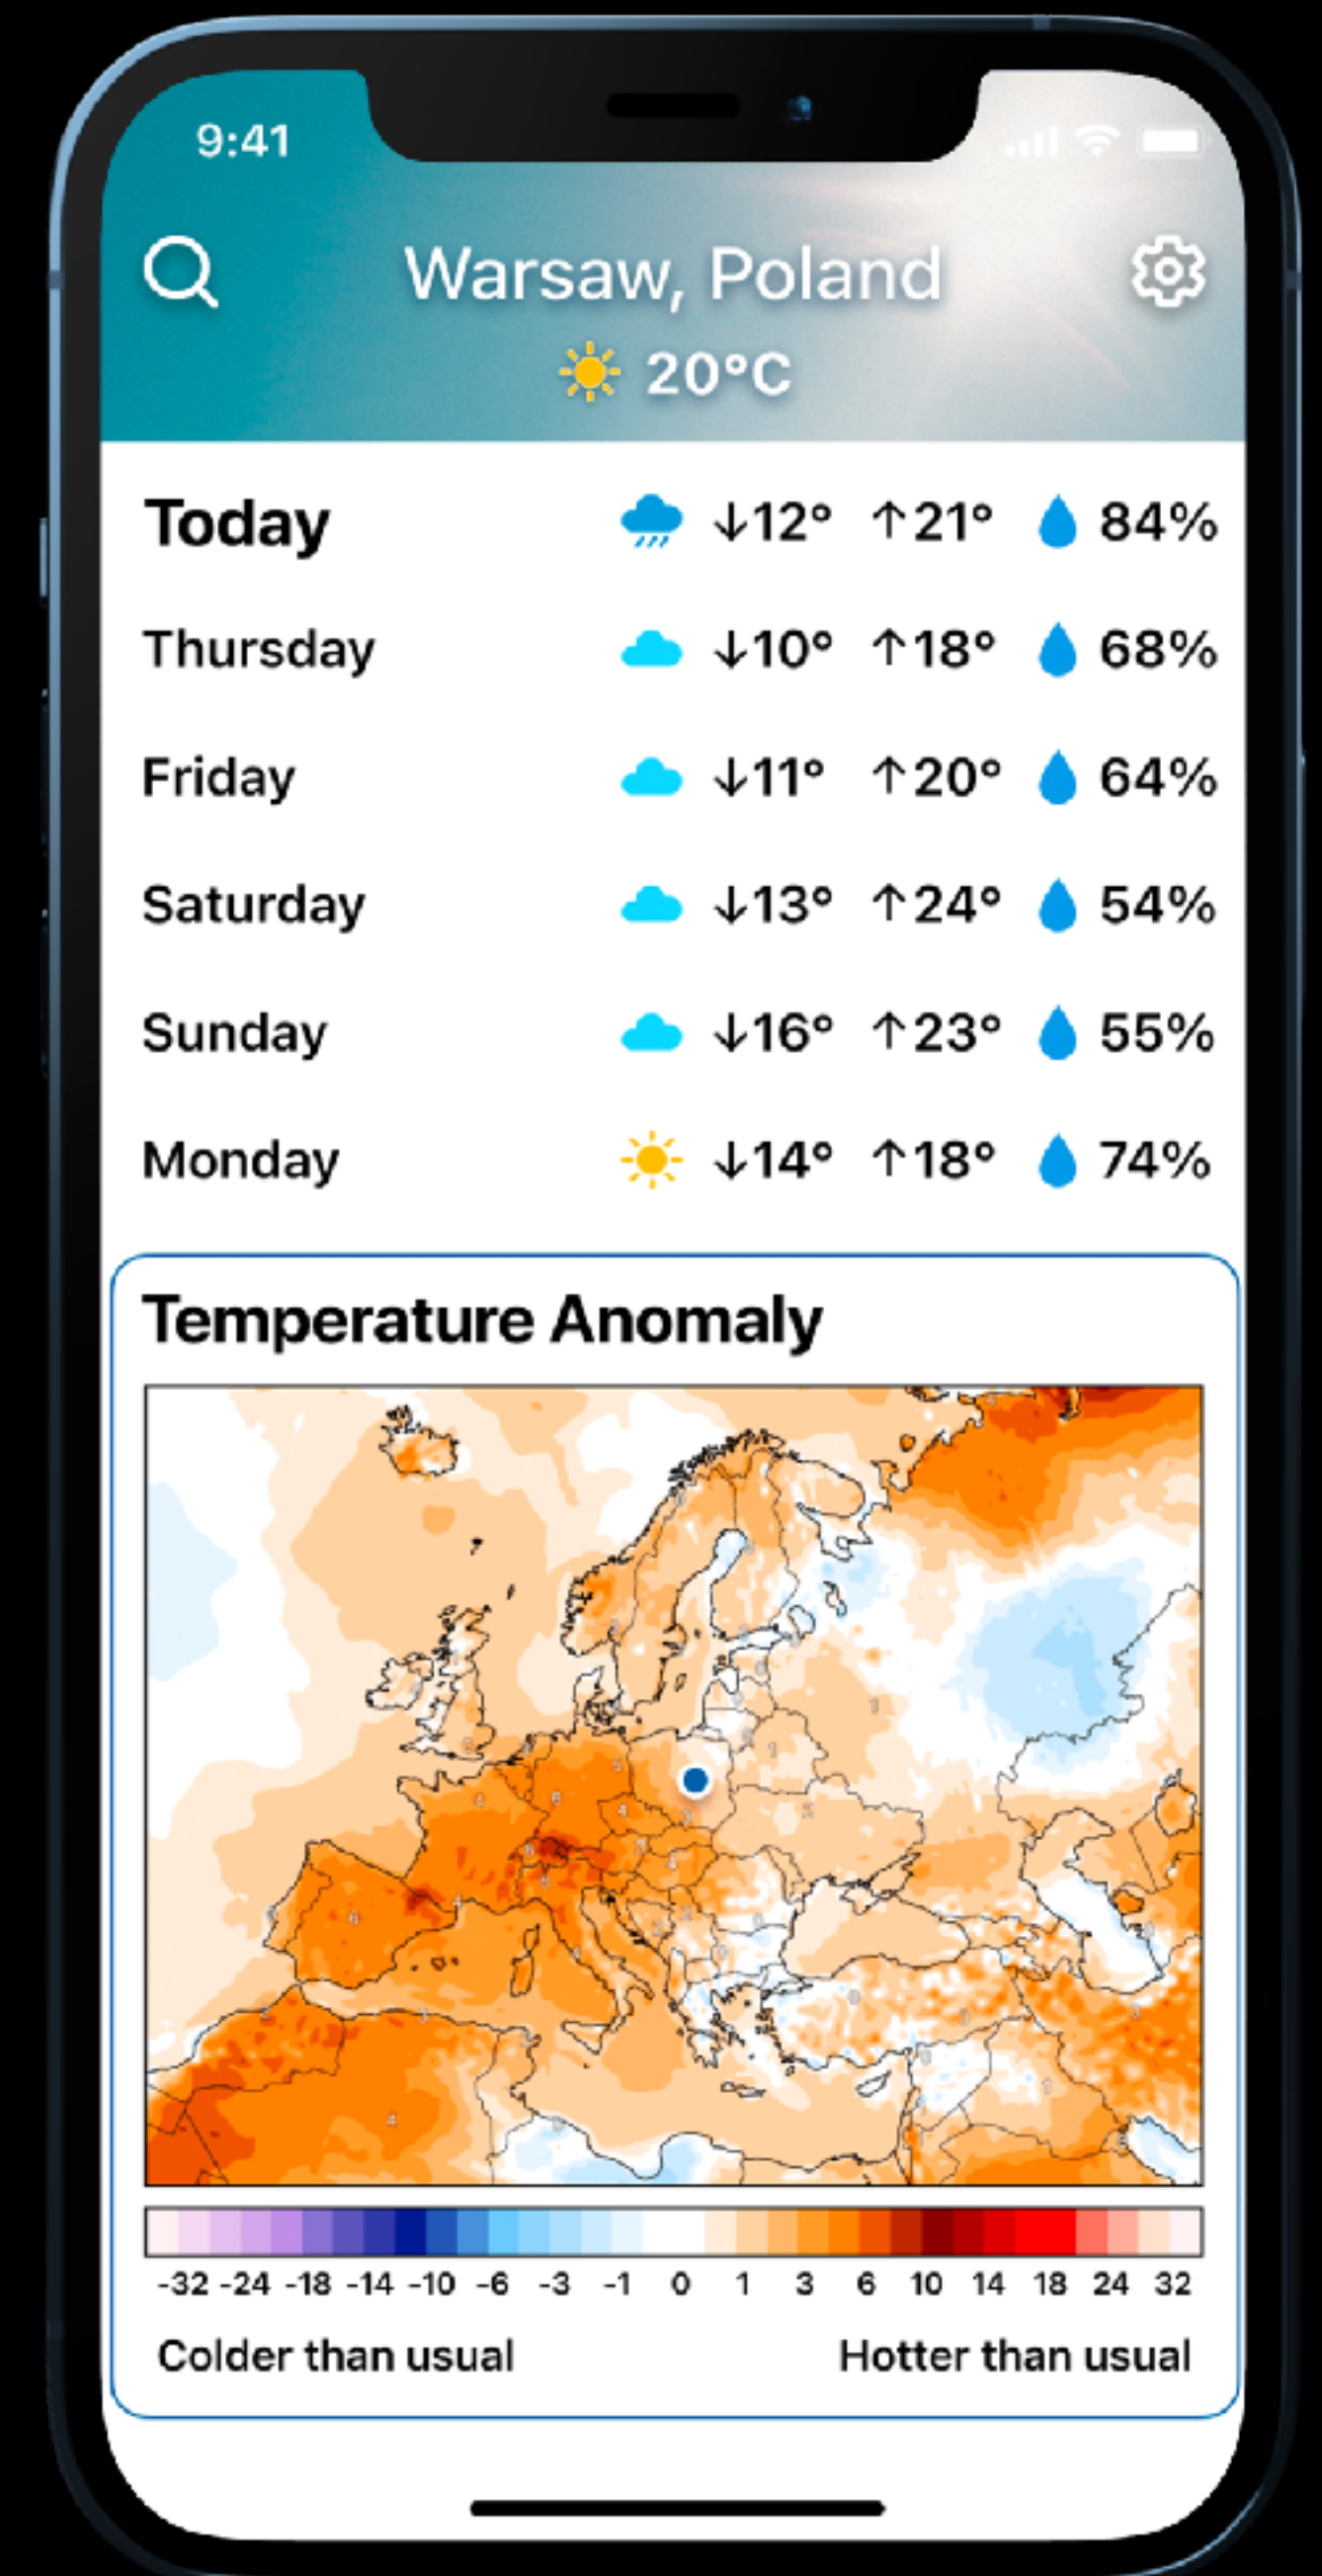 9:41
Warsaw, Poland
20°C
Today ↓12° ↑21° 84%
Thursday ↓10° ↑18° 68%
Friday ↓11° ↑20° 64%
Saturday ↓13° ↑24° 54%
Sunday ↓16° ↑23° 55%
Monday ↓14° ↑18° 74%
Temperature Anomaly
-32 -24 -18 -14 -10 -6 -3 -1 0 1 3 6 10 14 18 24 32
Colder than usual Hotter than usual